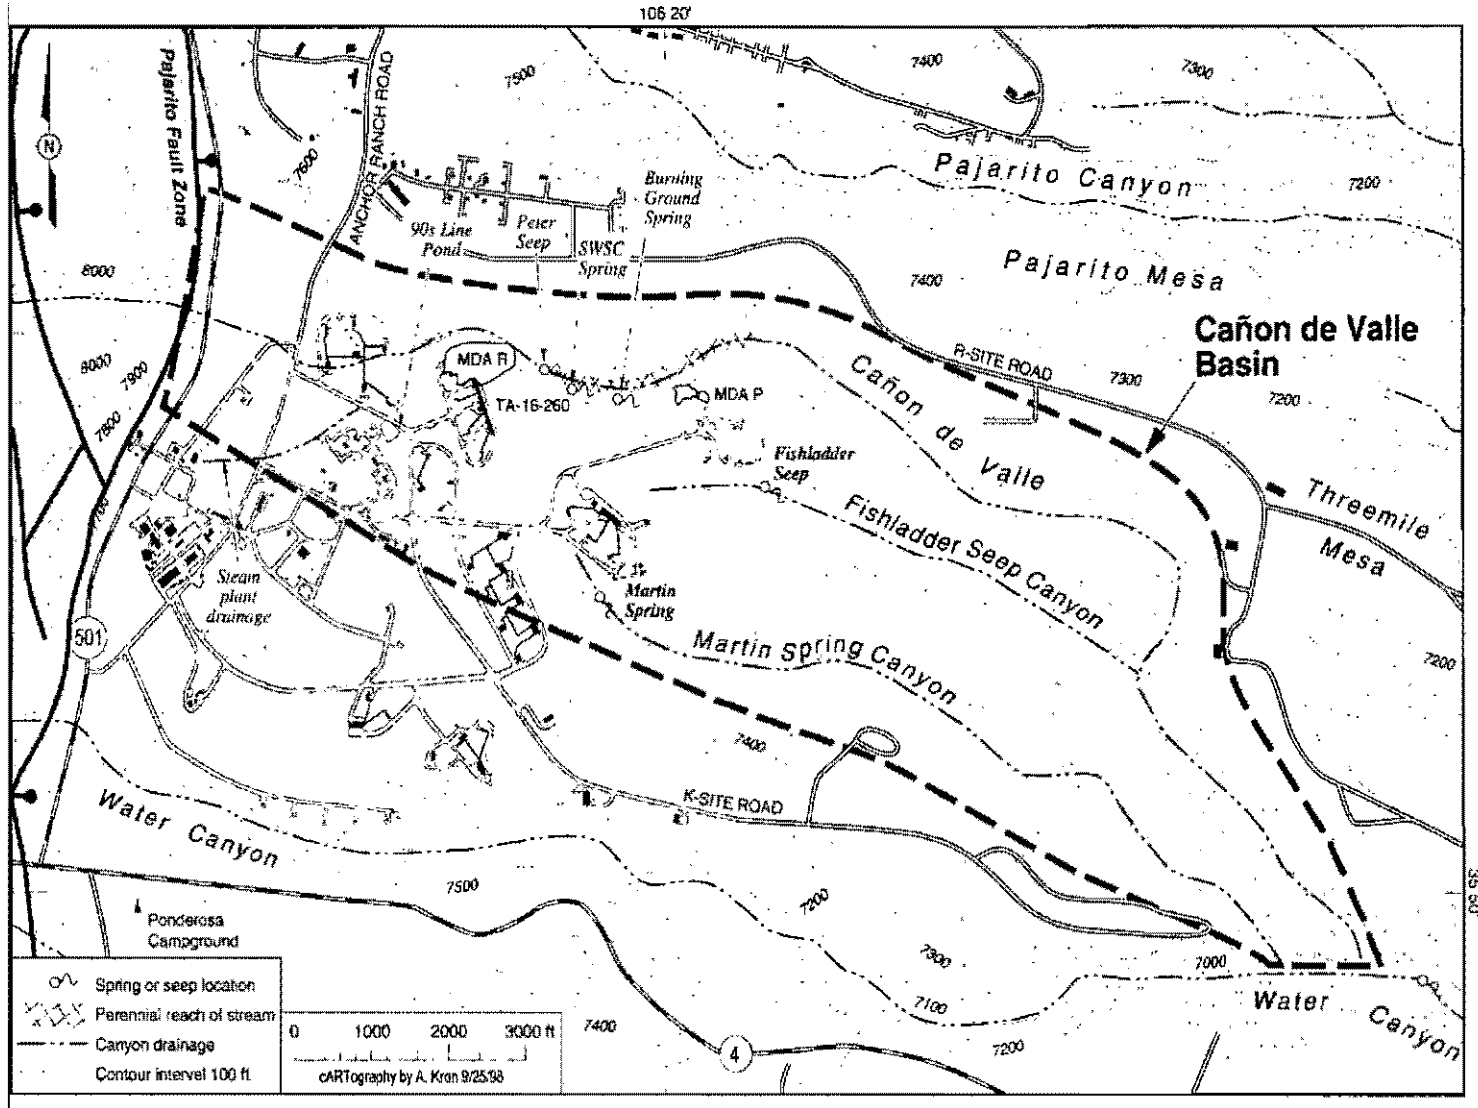 106 20'
7400
7300
7500
Pajarito Fault Zone
ANCHOR RANCH ROAD
7600
N
Pajarito Canyon
7200
Burning
Ground
Spring
90s Line
Pond
Peter
Seep
SWSC
Spring
Pajarito Mesa
8000
7400
Cañon de Valle
Basin
R-SITE ROAD
7300
7200
8000
7900
7800
MDA R
TA-16-260
MDA P
Cañon de Valle
Fishladder
Seep
Threemile
Mesa
7700
Fishladder Seep Canyon
Steam
plant
drainage
Martin
Spring
501
Martin Spring Canyon
7200
7400
K-SITE ROAD
Water Canyon
7500
7200
35 50'
Ponderosa
Campground
7300
7000
7100
Water Canyon
7400
7200
4
Spring or seep location
Perennial reach of stream
Canyon drainage
Contour interval 100 ft
0 1000 2000 3000 ft
cARTography by A. Kron 9/25/98